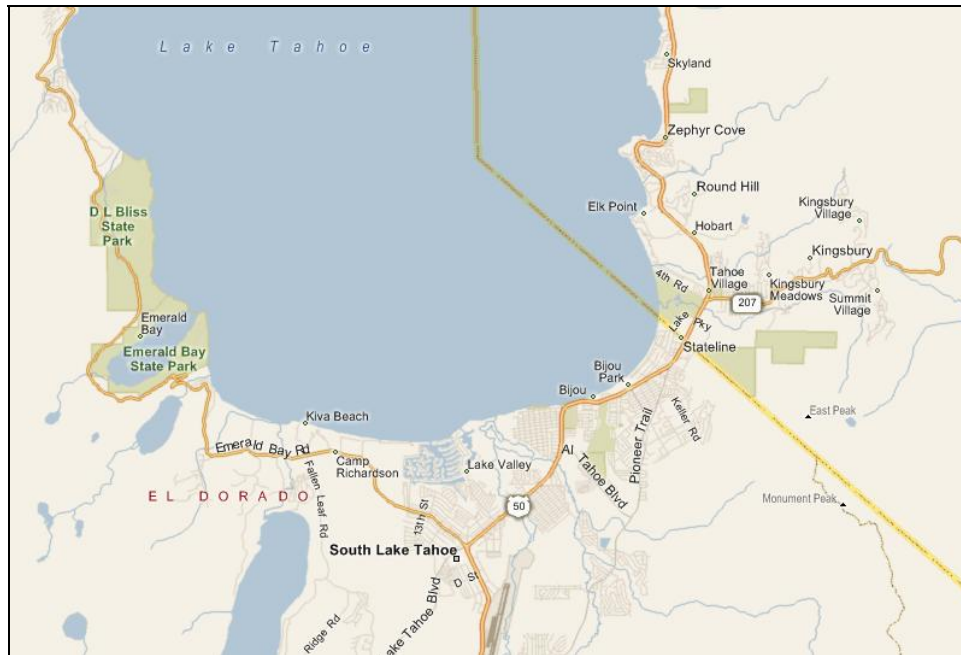 Lake Tahoe
Skyland
Zephyr Cove
Round Hill
Elk Point
Kingsbury
Village
Hobart
D L Bliss
State
Park
Kingsbury
4th Rd
Tahoe
Village
Kingsbury
Meadows
207
Summit
Village
Lake Pky
Emerald
Bay
Stateline
Emerald Bay
State Park
Bijou
Park
Bijou
Keller Rd
East Peak
Kiva Beach
Emerald Bay Rd
Pioneer Trail
Al Tahoe Blvd
Camp
Richardson
Lake Valley
Fallen Leaf Rd
EL DORADO
13th St
50
Monument Peak
South Lake Tahoe
D St
Ridge Rd
Lake Tahoe Blvd